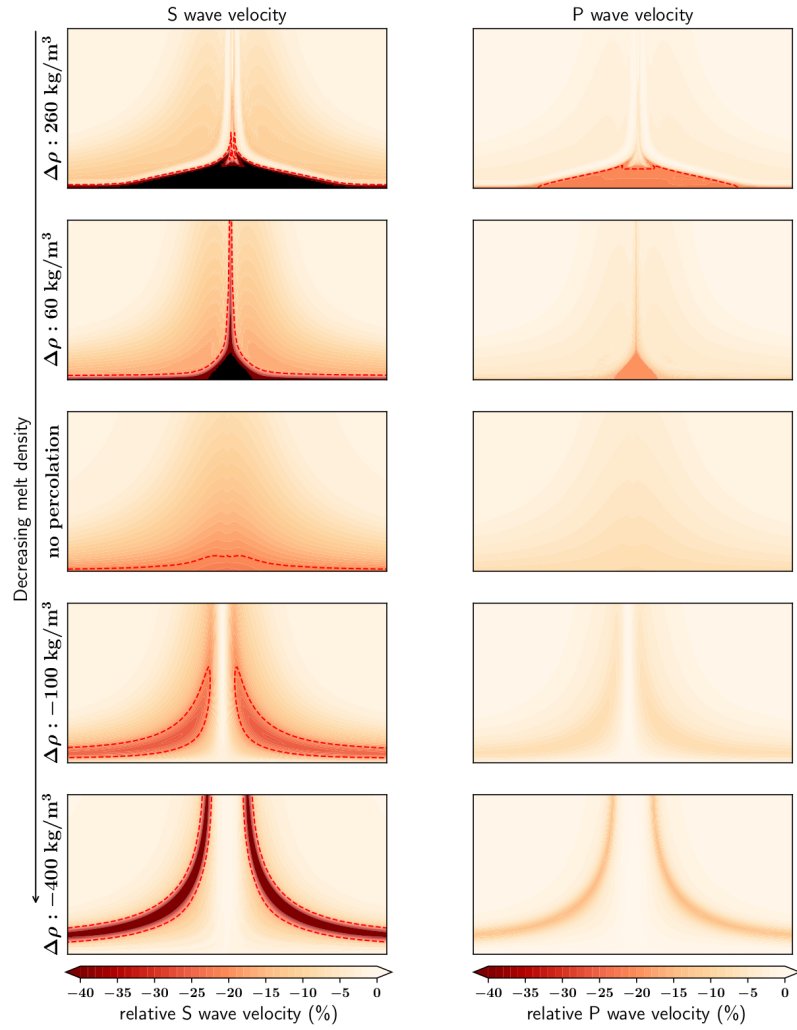 S wave velocity
P wave velocity
Decreasing melt density
Δρ : 260 kg/m³
Δρ : 60 kg/m³
no percolation
Δρ : −100 kg/m³
Δρ : −400 kg/m³
−40 −35 −30 −25 −20 −15 −10 −5 0
relative S wave velocity (%)
−40 −35 −30 −25 −20 −15 −10 −5 0
relative P wave velocity (%)